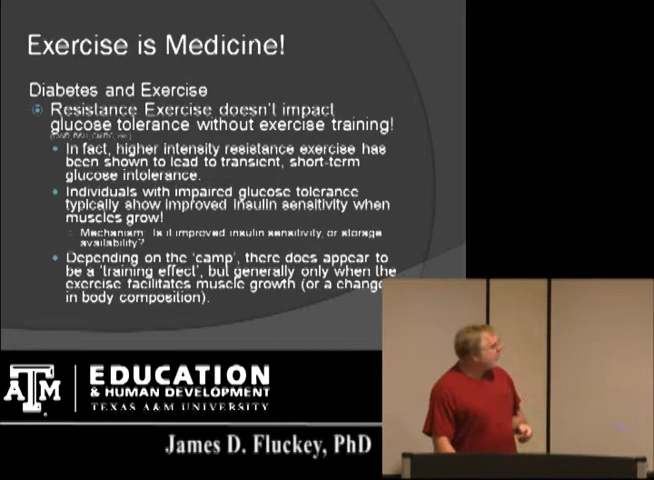 Exercise is Medicine!
Diabetes and Exercise
Resistance Exercise doesn't impact
glucose tolerance without exercise training!
In fact, higher intensity resistance exercise has
been shown to lead to transient, short-term
glucose intolerance.
Individuals with impaired glucose tolerance
typically show improved insulin sensitivity when
muscles grow!
Mechanism: Is it improved insulin sensitivity, or storage
availability?
Depending on the 'camp', there does appear to
be a 'training effect', but generally only when the
exercise facilitates muscle growth (or a change
in body composition).
ATM
EDUCATION
& HUMAN DEVELOPMENT
TEXAS A&M UNIVERSITY
James D. Fluckey, PhD